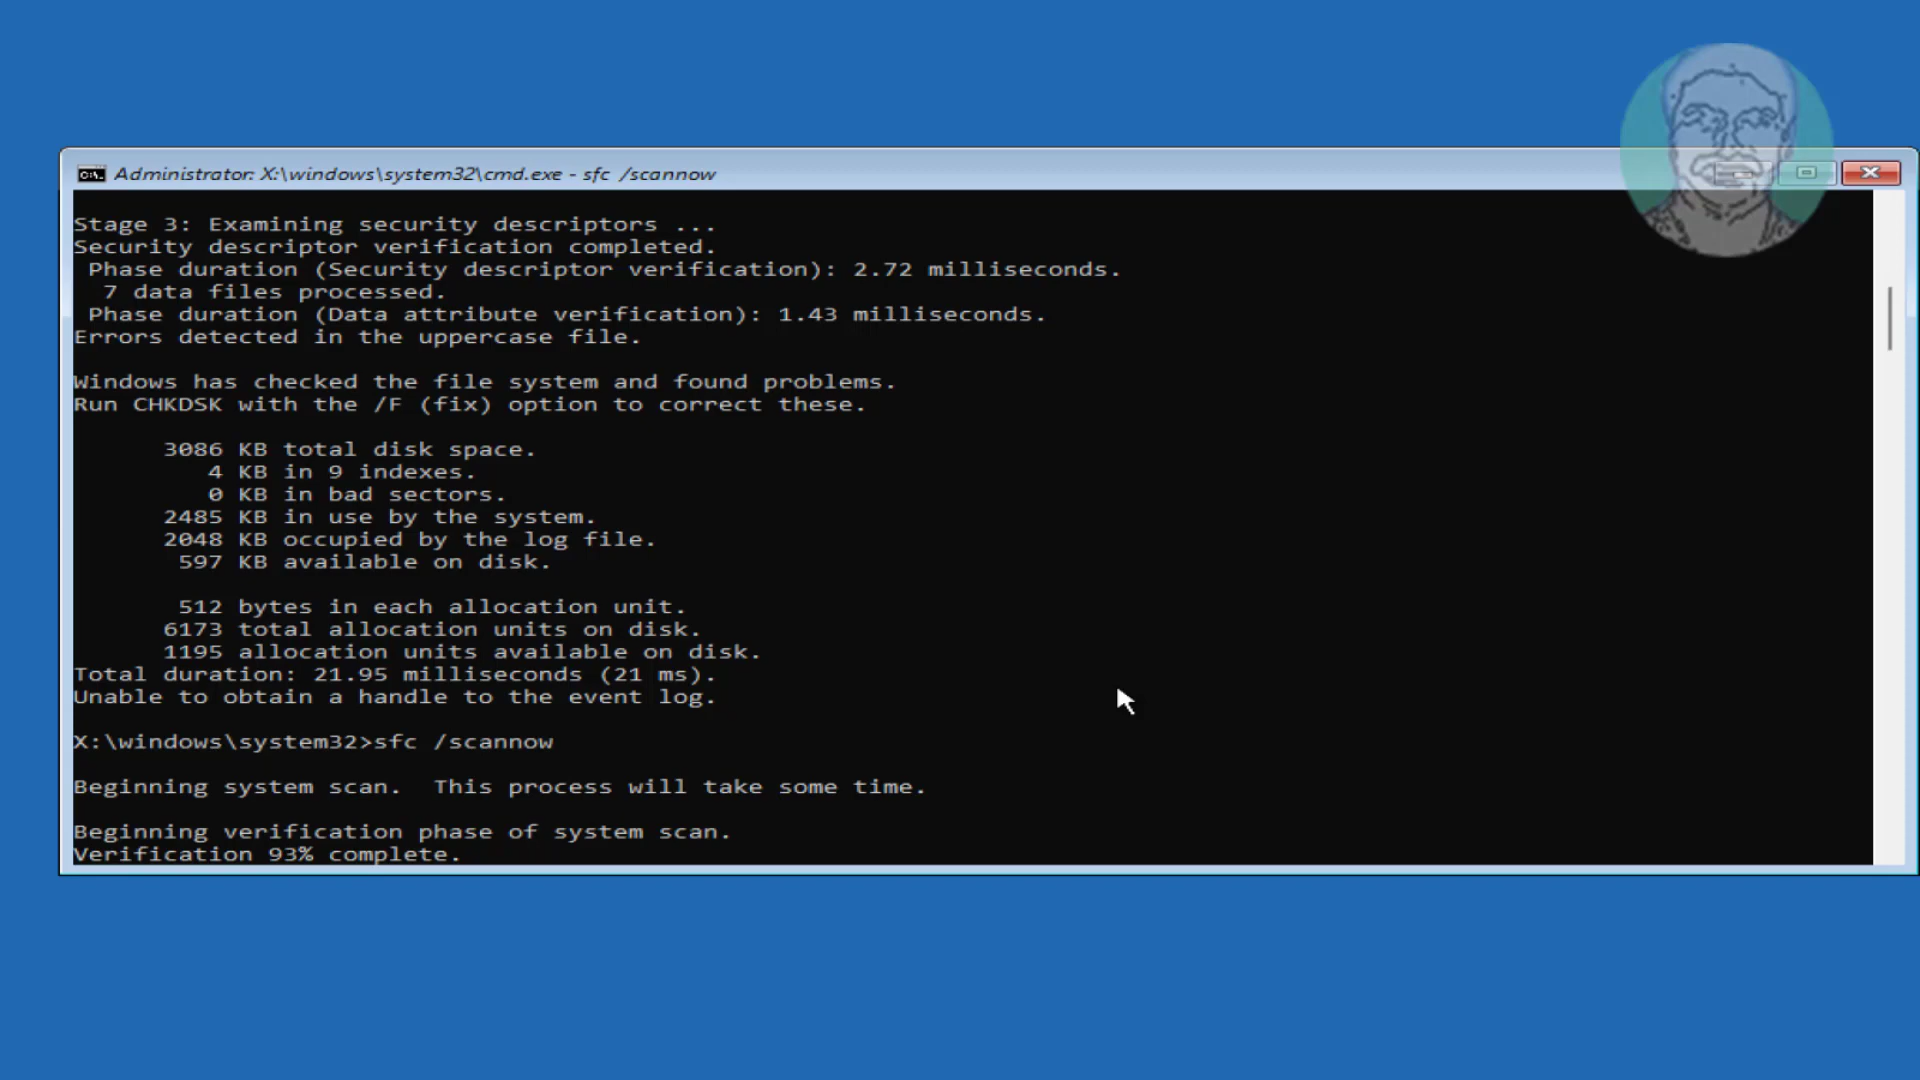 Administrator: X:\windows\system32\cmd.exe - sfc /scannow
Stage 3: Examining security descriptors ...
Security descriptor verification completed.
Phase duration (Security descriptor verification): 2.72 milliseconds.
7 data files processed.
Phase duration (Data attribute verification): 1.43 milliseconds.
Errors detected in the uppercase file.
Windows has checked the file system and found problems.
Run CHKDSK with the /F (fix) option to correct these.
3086 KB total disk space.
4 KB in 9 indexes.
0 KB in bad sectors.
2485 KB in use by the system.
2048 KB occupied by the log file.
597 KB available on disk.
512 bytes in each allocation unit.
6173 total allocation units on disk.
1195 allocation units available on disk.
Total duration: 21.95 milliseconds (21 ms).
Unable to obtain a handle to the event log.
X:\windows\system32>sfc /scannow
Beginning system scan.  This process will take some time.
Beginning verification phase of system scan.
Verification 93% complete.